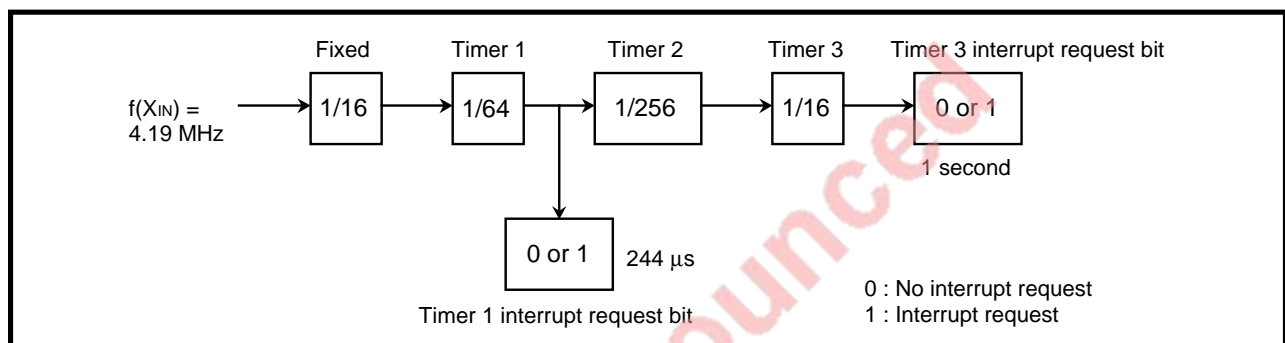 Fixed Timer 1 Timer 2 Timer 3 Timer 3 interrupt request bit
f(XIN) =
4.19 MHz
1/16 1/64 1/256 1/16 0 or 1
1 second
0 or 1 244 μs
Timer 1 interrupt request bit
0 : No interrupt request
1 : Interrupt request
ounced